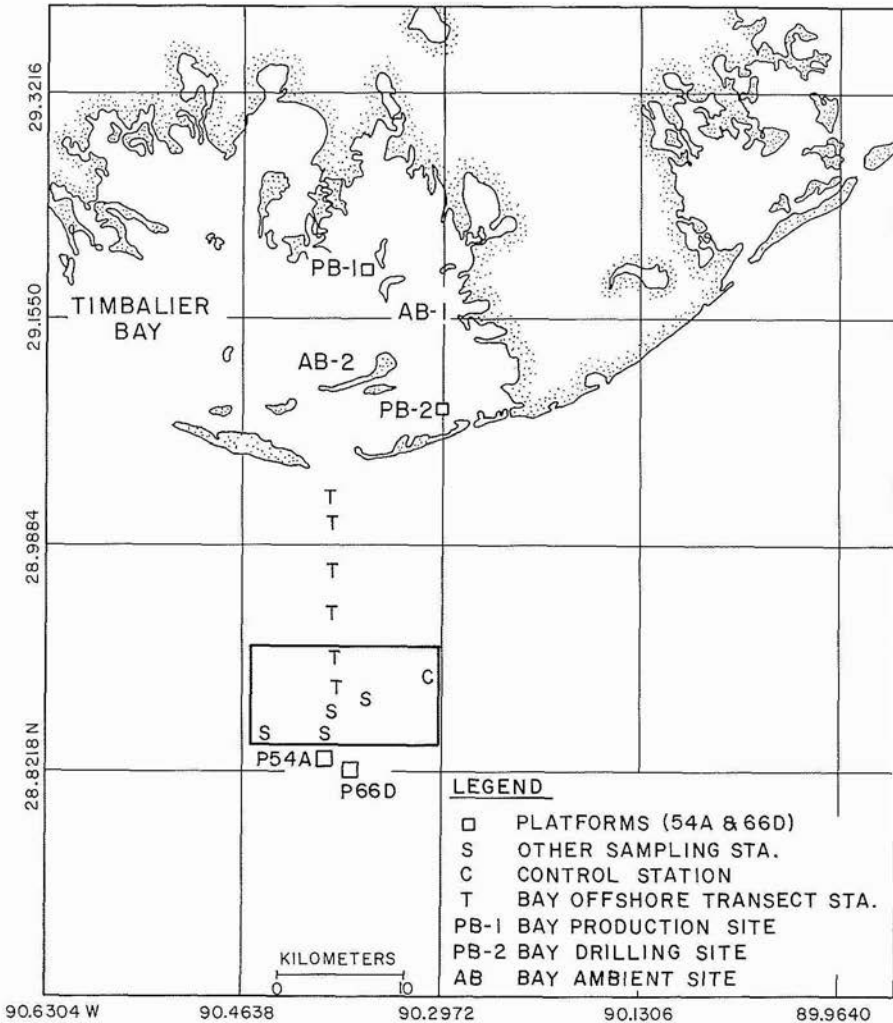 29.3216
PB-1
29.1550
TIMBALIER
BAY
AB-1
AB-2
PB-2
T
T
28.9884
T
T
T
C
T
S
S
S
S
28.8218 N
P54A
P66D
LEGEND
□ PLATFORMS (54A & 66D)
S OTHER SAMPLING STA.
C CONTROL STATION
T BAY OFFSHORE TRANSECT STA.
PB-1 BAY PRODUCTION SITE
PB-2 BAY DRILLING SITE
AB BAY AMBIENT SITE
KILOMETERS
0 10
90.6304 W 90.4638 90.2972 90.1306 89.9640